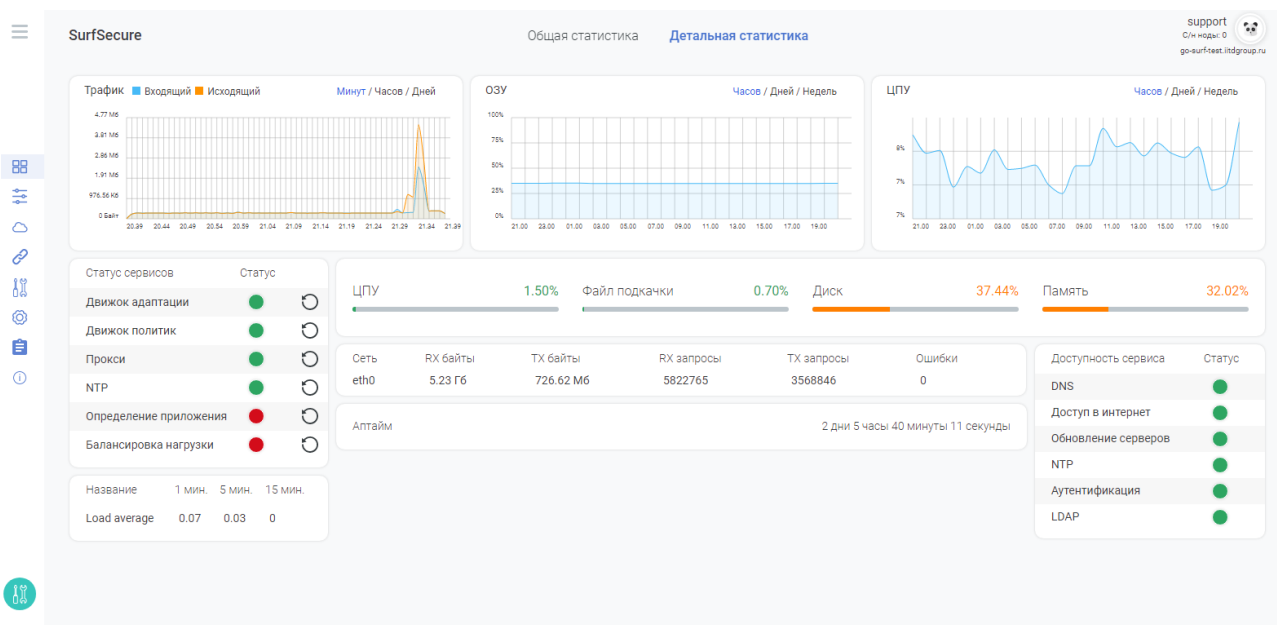 SurfSecure
Общая статистика
Детальная статистика
support
С/н ноды: 0
go-surf-test.iitdgroup.ru
Трафик Входящий Исходящий Минут / Часов / Дней
4.77 Мб
3.81 Мб
2.86 Мб
1.91 Мб
976.56 Кб
0 Байт
20.39 20.44 20.49 20.54 20.59 21.04 21.09 21.14 21.19 21.24 21.29 21.34 21.39
ОЗУ Часов / Дней / Недель
100%
75%
50%
25%
0%
21.00 23.00 01.00 03.00 05.00 07.00 09.00 11.00 13.00 15.00 17.00 19.00
ЦПУ Часов / Дней / Недель
8%
7%
7%
21.00 23.00 01.00 03.00 05.00 07.00 09.00 11.00 13.00 15.00 17.00 19.00
Статус сервисов Статус
Движок адаптации
Движок политик
Прокси
NTP
Определение приложения
Балансировка нагрузки
Название 1 мин. 5 мин. 15 мин.
Load average 0.07 0.03 0
ЦПУ 1.50% Файл подкачки 0.70% Диск 37.44% Память 32.02%
Сеть RX байты TX байты RX запросы TX запросы Ошибки
eth0 5.23 Гб 726.62 Мб 5822765 3568846 0
Аптайм 2 дни 5 часы 40 минуты 11 секунды
Доступность сервиса Статус
DNS
Доступ в интернет
Обновление серверов
NTP
Аутентификация
LDAP